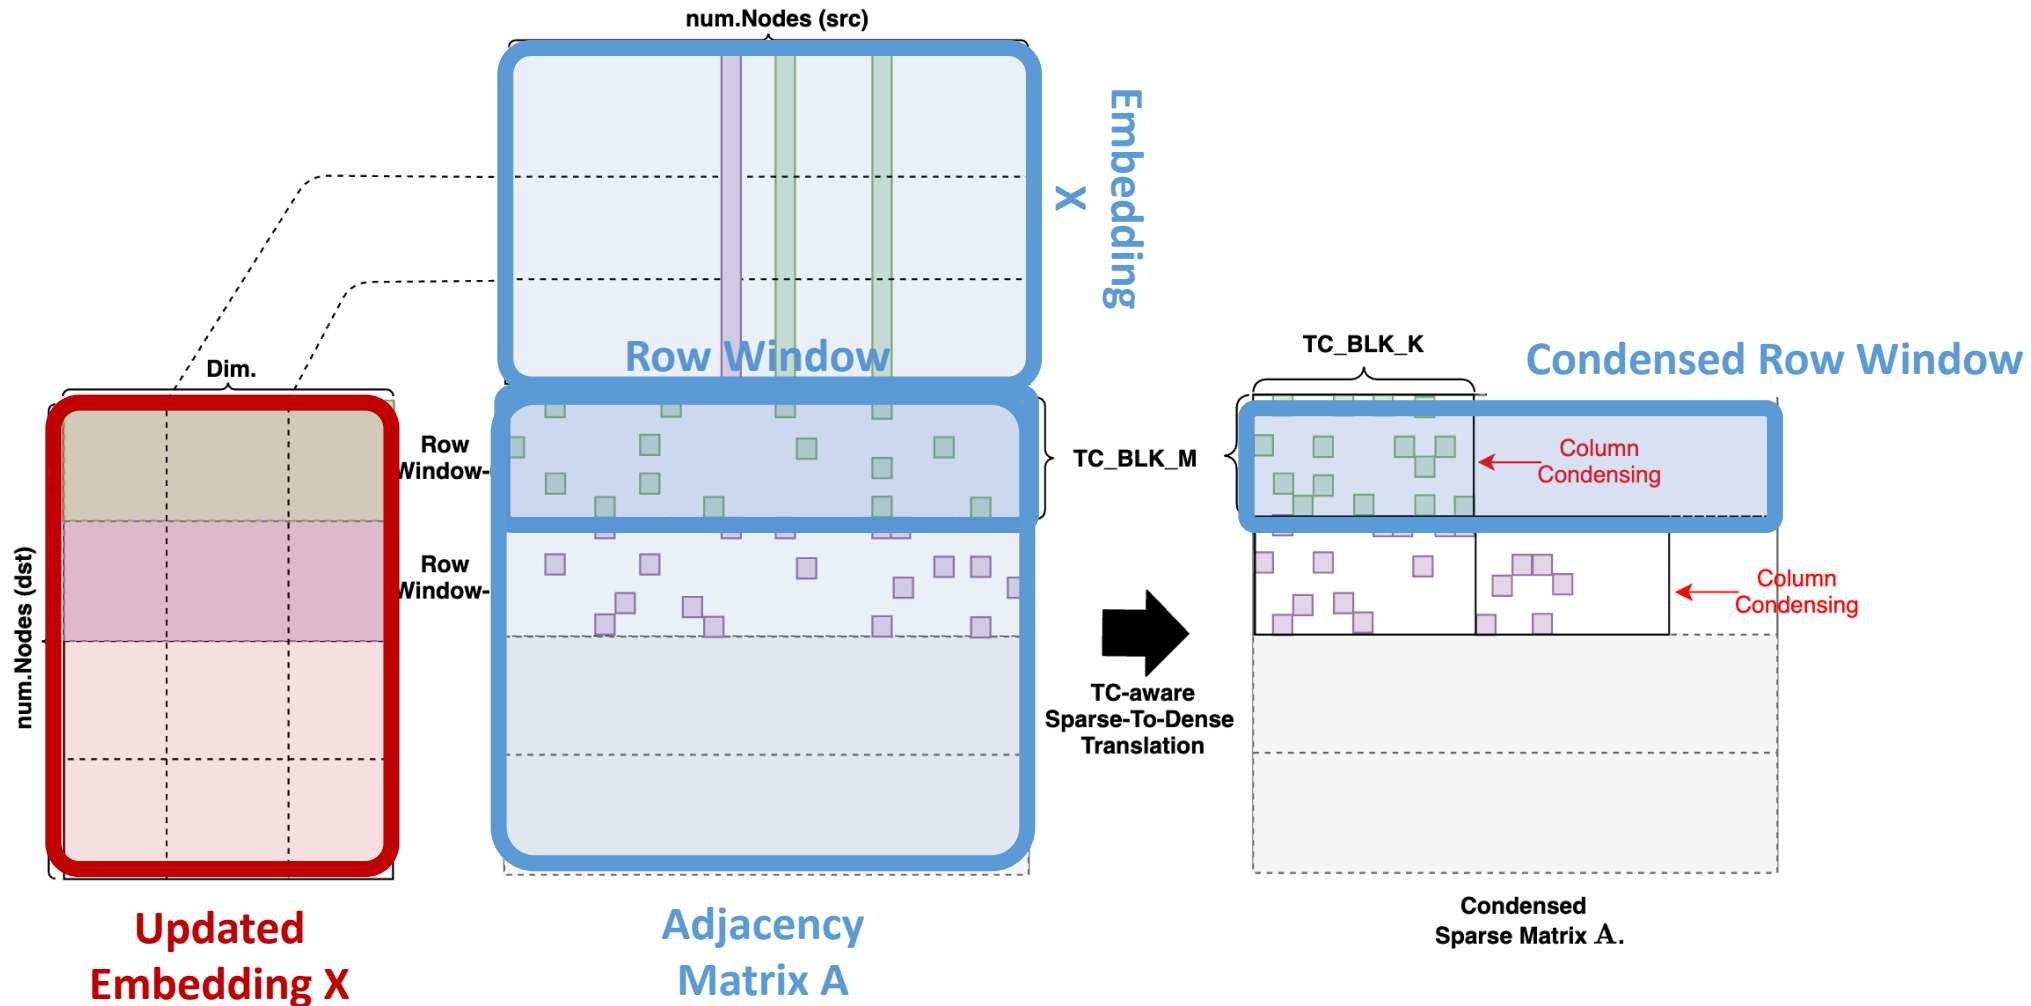 num.Nodes (src)
Embedding
X
Row Window
TC_BLK_K
Condensed Row Window
Dim.
Row
Window-
TC_BLK_M
Column
Condensing
num.Nodes (dst)
Row
Window-
Column
Condensing
TC-aware
Sparse-To-Dense
Translation
Condensed
Sparse Matrix A.
Updated
Embedding X
Adjacency
Matrix A